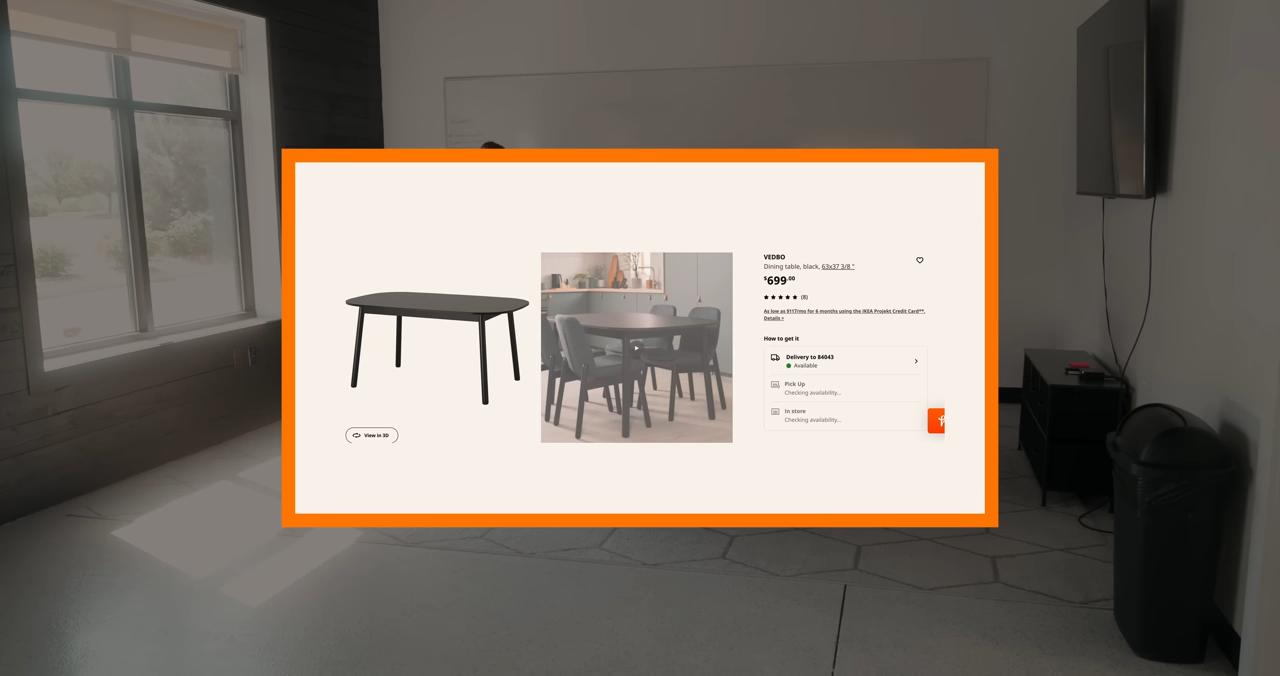 VEDBO
Dining table, black, 63x37 3/8 "
$699.00
(8)
As low as $117/mo for 6 months using the IKEA Projekt Credit Card**.
Details >
How to get it
Delivery to 84043
Available
Pick Up
Checking availability...
In store
Checking availability...
View in 3D